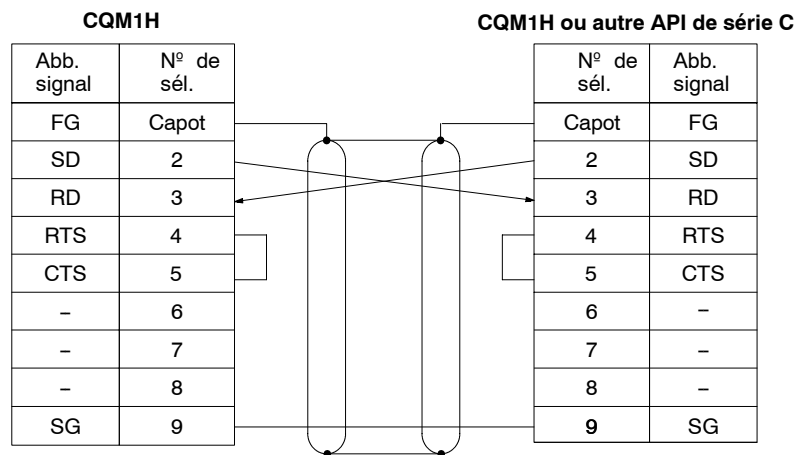 CQM1H
CQM1H ou autre API de série C
Abb. signal Nº de sél.
FG Capot
SD 2
RD 3
RTS 4
CTS 5
– 6
– 7
– 8
SG 9
Nº de sél. Abb. signal
Capot FG
2 SD
3 RD
4 RTS
5 CTS
6 –
7 –
8 –
9 SG